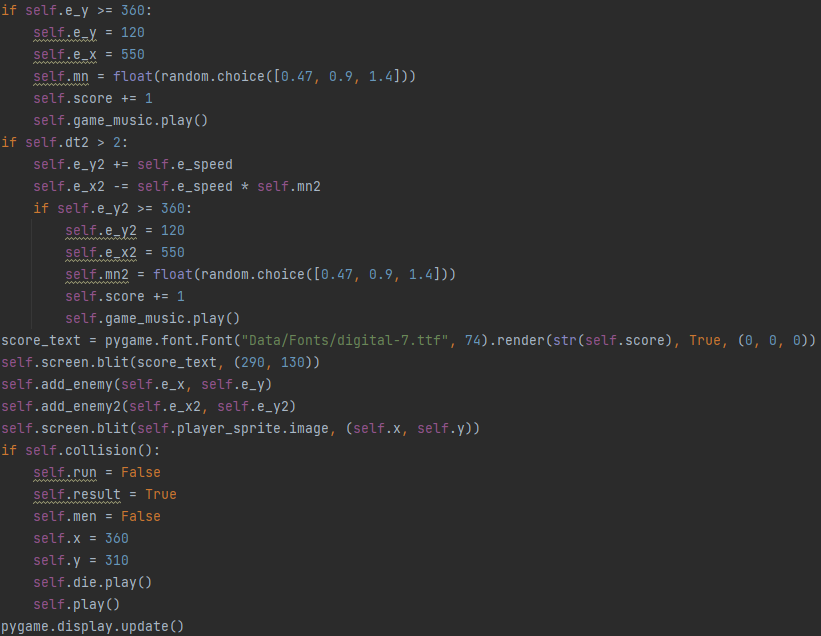 if self.e_y >= 360:
    self.e_y = 120
    self.e_x = 550
    self.mn = float(random.choice([0.47, 0.9, 1.4]))
    self.score += 1
    self.game_music.play()
if self.dt2 > 2:
    self.e_y2 += self.e_speed
    self.e_x2 -= self.e_speed * self.mn2
    if self.e_y2 >= 360:
        self.e_y2 = 120
        self.e_x2 = 550
        self.mn2 = float(random.choice([0.47, 0.9, 1.4]))
        self.score += 1
        self.game_music.play()
score_text = pygame.font.Font("Data/Fonts/digital-7.ttf", 74).render(str(self.score), True, (0, 0, 0))
self.screen.blit(score_text, (290, 130))
self.add_enemy(self.e_x, self.e_y)
self.add_enemy2(self.e_x2, self.e_y2)
self.screen.blit(self.player_sprite.image, (self.x, self.y))
if self.collision():
    self.run = False
    self.result = True
    self.men = False
    self.x = 360
    self.y = 310
    self.die.play()
    self.play()
pygame.display.update()